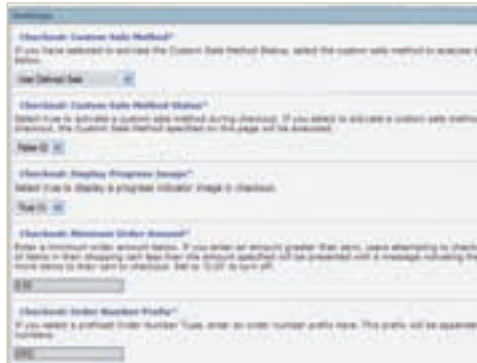 Settings
Checkout: Custom Sale Method*
If you have selected to activate the Custom Sale Method Status, select the custom sale method to execute
below.
Checkout: Custom Sale Method Status*
Select true to activate a custom sale method during checkout. If you select to activate a custom sale method
checkout, the Custom Sale Method specified on this page will be executed.
Checkout: Display Progress Image*
Select true to display a progress indicator image in checkout.
Checkout: Minimum Order Amount*
Enter a minimum order amount below. If you enter an amount greater than zero, users attempting to
of items in their shopping cart less than the amount specified will be presented with a message indicating
more items to their cart to checkout. Set to '0.00' to turn off.
0.00
Checkout: Order Number Prefix*
If you select a prefixed Order Number Type, enter an order number prefix here. This prefix will be appended
numbers.